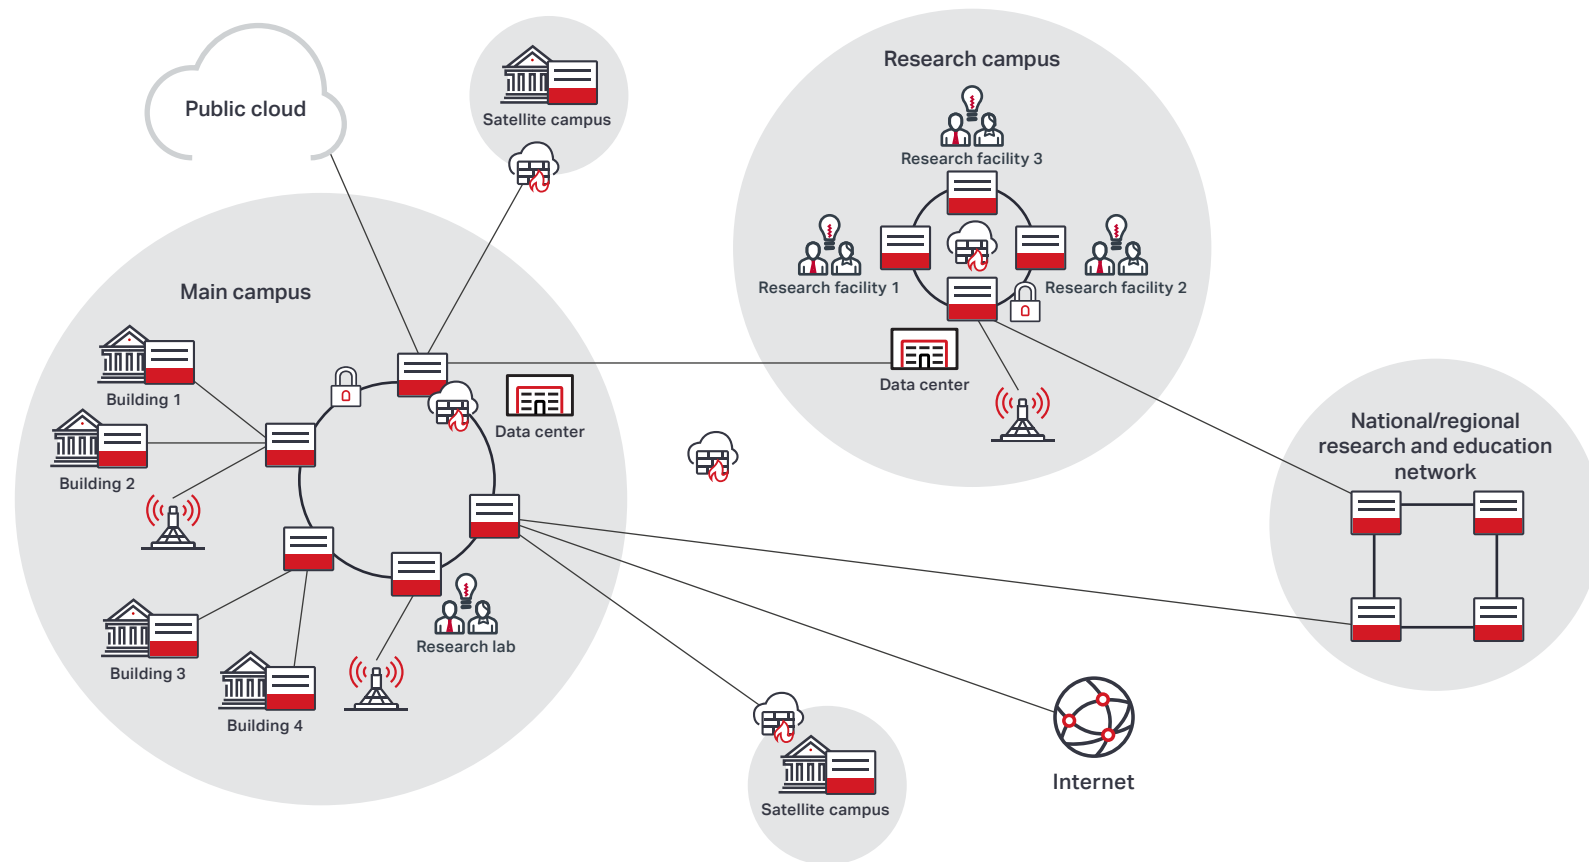 Public cloud
Satellite campus
Research campus
Research facility 3
Research facility 1
Research facility 2
Data center
Main campus
Building 1
Building 2
Data center
Building 3
Building 4
Research lab
National/regional
research and education
network
Internet
Satellite campus